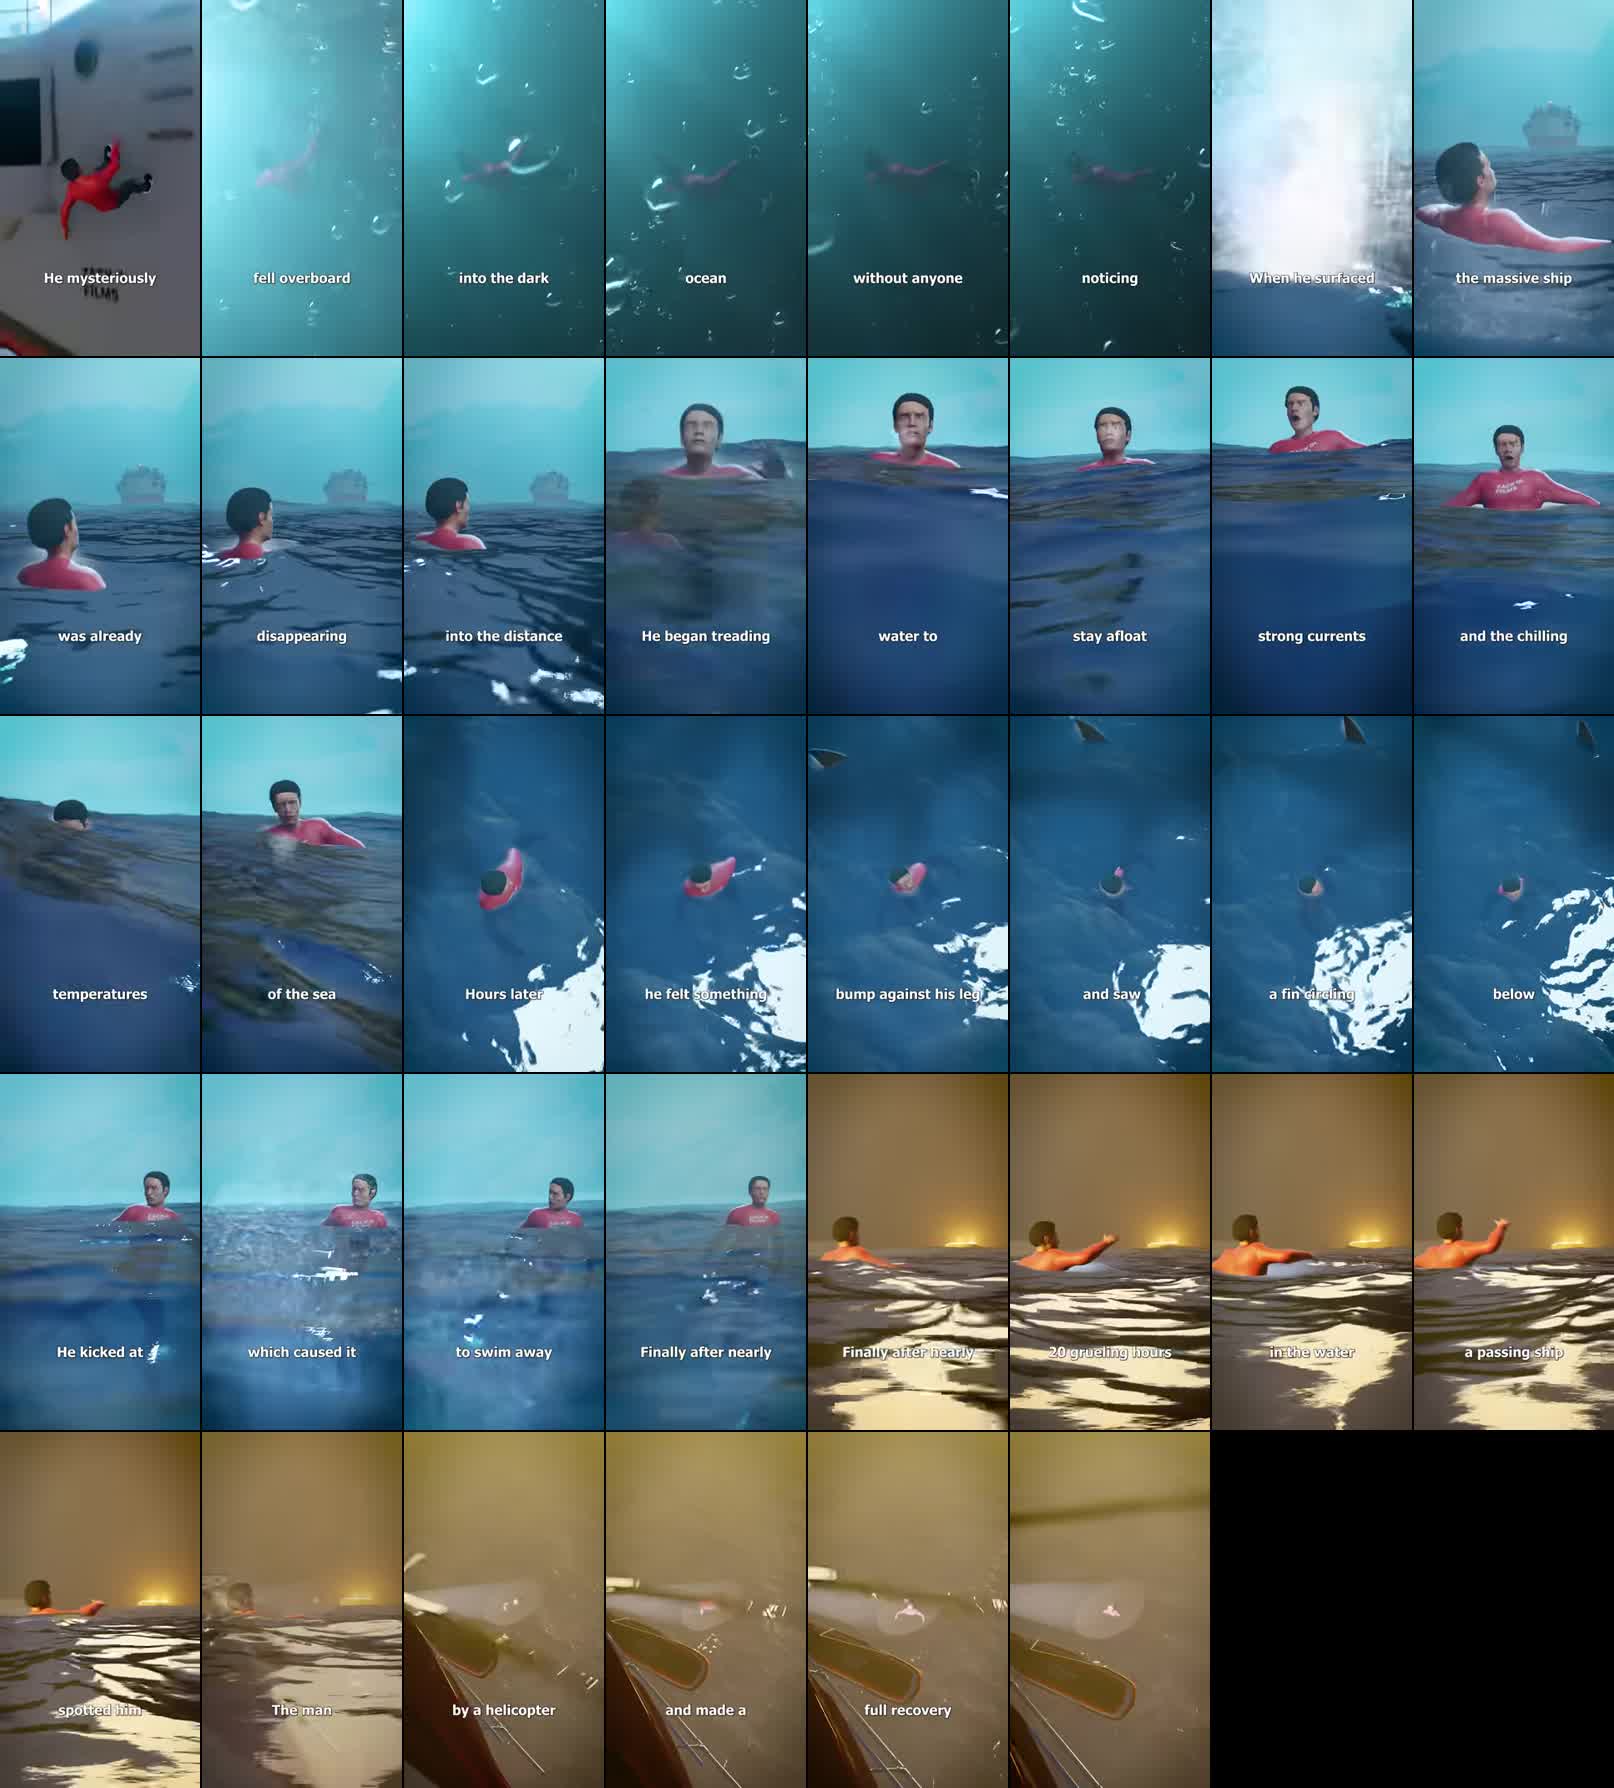 ZACK D.
FILMS
He mysteriously
fell overboard
into the dark
ocean
without anyone
noticing
When he surfaced
the massive ship
was already
disappearing
into the distance
He began treading
water to
stay afloat
strong currents
ZACK D.
FILMS
and the chilling
temperatures
of the sea
Hours later
he felt something
bump against his leg
and saw
a fin circling
below
He kicked at
which caused it
to swim away
Finally after nearly
Finally after nearly
20 grueling hours
in the water
a passing ship
spotted him
The man
by a helicopter
and made a
full recovery